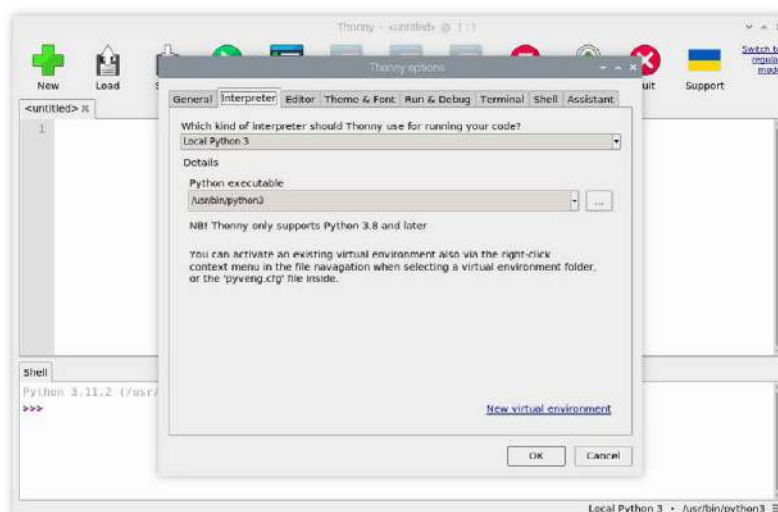 Thonny - <untitled> @ 1:1
New
Load
uit
Support
Switch to
regular
mode
<untitled>
1
Thonny options
General Interpreter Editor Theme & Font Run & Debug Terminal Shell Assistant
Which kind of interpreter should Thonny use for running your code?
Local Python 3
Details
Python executable
/usr/bin/python3
...
NB! Thonny only supports Python 3.8 and later
You can activate an existing virtual environment also via the right-click
context menu in the file navagation when selecting a virtual environment folder,
or the 'pyveng.cfg' file inside.
New virtual environment
OK Cancel
Shell
Python 3.11.2 (/usr/
>>>
Local Python 3 • /usr/bin/python3